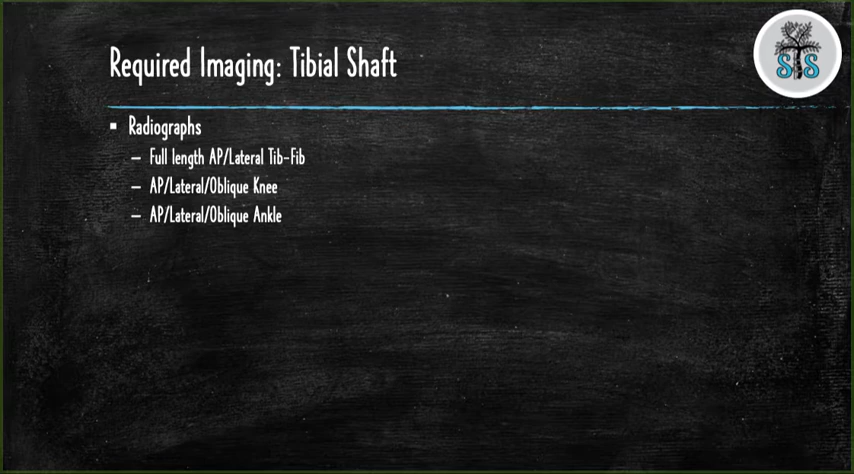 Required Imaging: Tibial Shaft
STS
▪ Radiographs
– Full length AP/Lateral Tib-Fib
– AP/Lateral/Oblique Knee
– AP/Lateral/Oblique Ankle